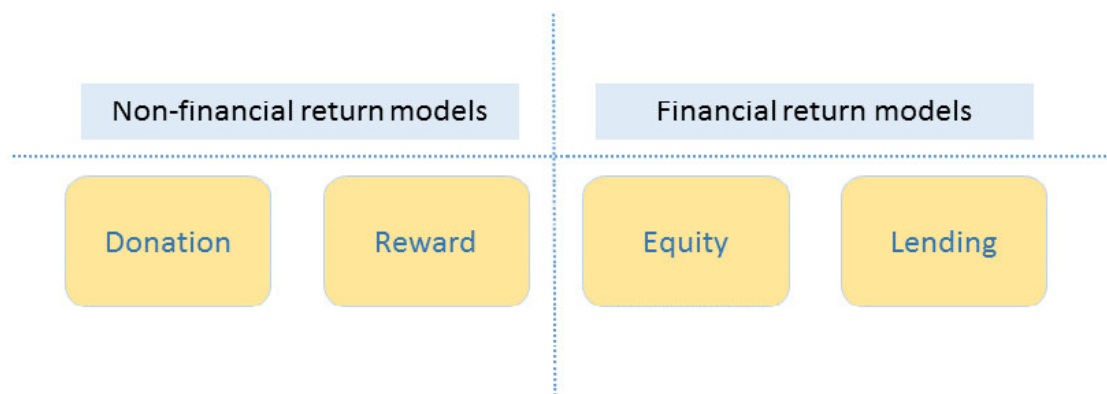 Non-financial return models
Financial return models
Donation
Reward
Equity
Lending